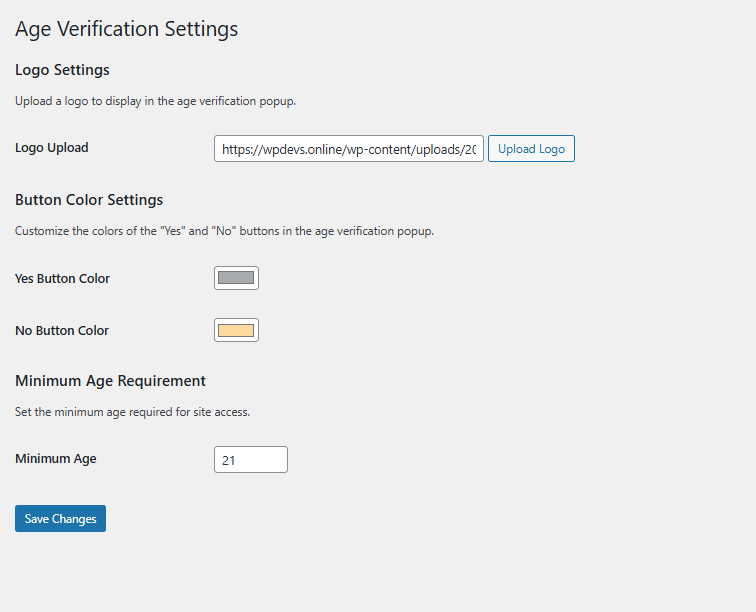 Age Verification Settings
Logo Settings
Upload a logo to display in the age verification popup.
Logo Upload
https://wpdevs.online/wp-content/uploads/20
Upload Logo
Button Color Settings
Customize the colors of the "Yes" and "No" buttons in the age verification popup.
Yes Button Color
No Button Color
Minimum Age Requirement
Set the minimum age required for site access.
Minimum Age
21
Save Changes